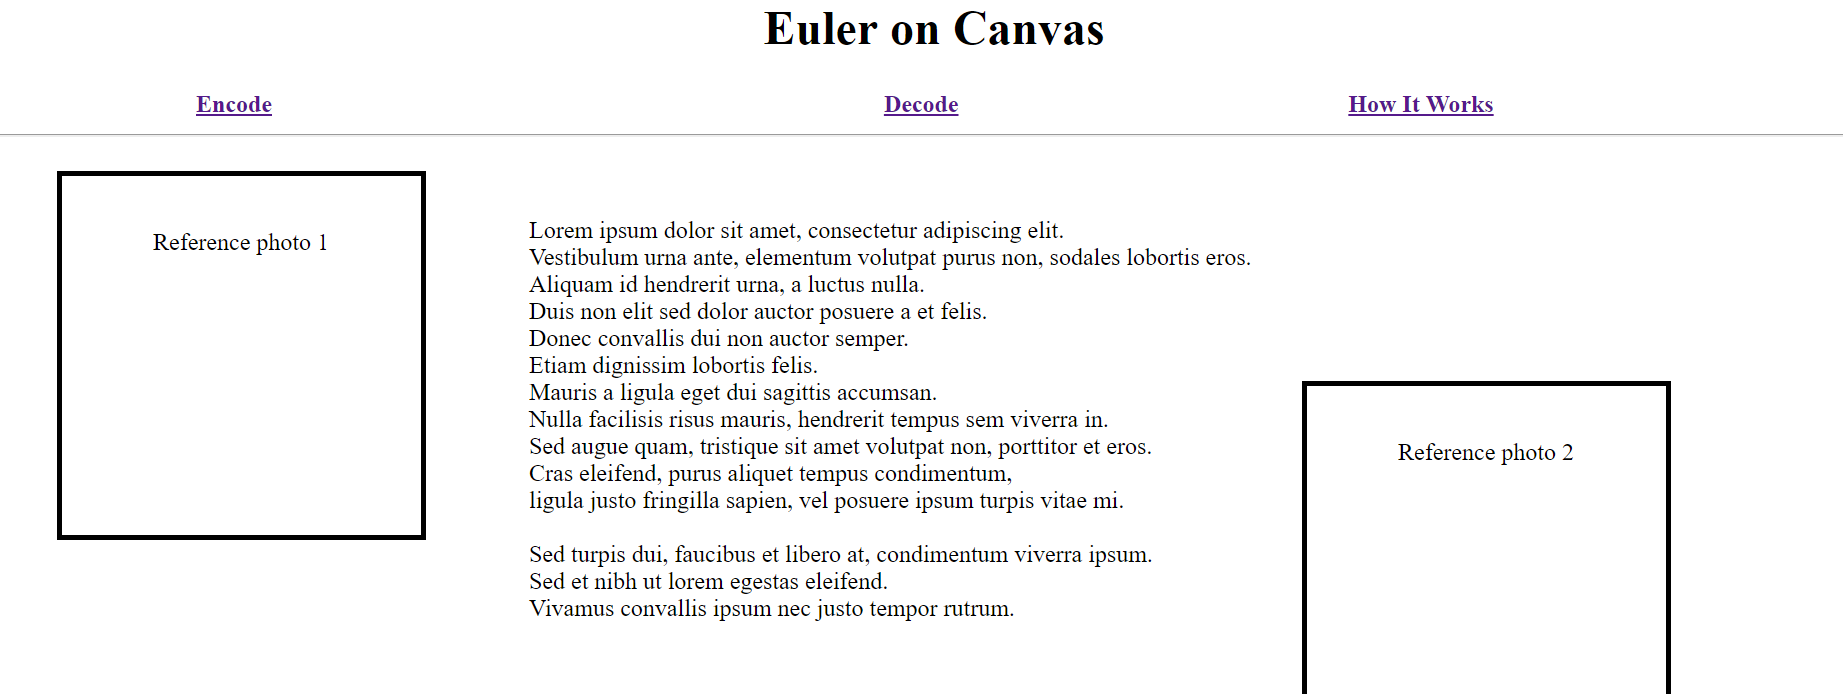 Euler on Canvas
Encode
Decode
How It Works
Reference photo 1
Lorem ipsum dolor sit amet, consectetur adipiscing elit.
Vestibulum urna ante, elementum volutpat purus non, sodales lobortis eros.
Aliquam id hendrerit urna, a luctus nulla.
Duis non elit sed dolor auctor posuere a et felis.
Donec convallis dui non auctor semper.
Etiam dignissim lobortis felis.
Mauris a ligula eget dui sagittis accumsan.
Nulla facilisis risus mauris, hendrerit tempus sem viverra in.
Sed augue quam, tristique sit amet volutpat non, porttitor et eros.
Cras eleifend, purus aliquet tempus condimentum,
ligula justo fringilla sapien, vel posuere ipsum turpis vitae mi.
Sed turpis dui, faucibus et libero at, condimentum viverra ipsum.
Sed et nibh ut lorem egestas eleifend.
Vivamus convallis ipsum nec justo tempor rutrum.
Reference photo 2